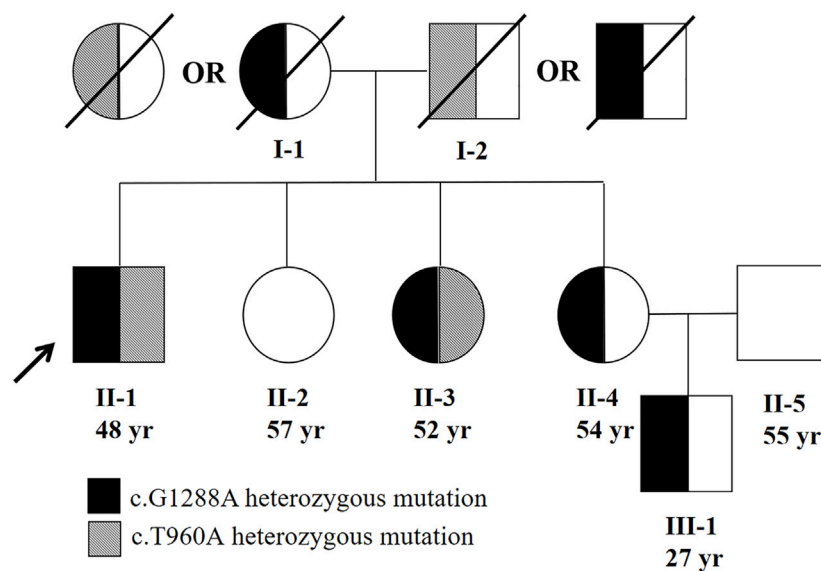 OR
OR
I-1
I-2
II-1
48 yr
II-2
57 yr
II-3
52 yr
II-4
54 yr
II-5
55 yr
c.G1288A heterozygous mutation
c.T960A heterozygous mutation
III-1
27 yr